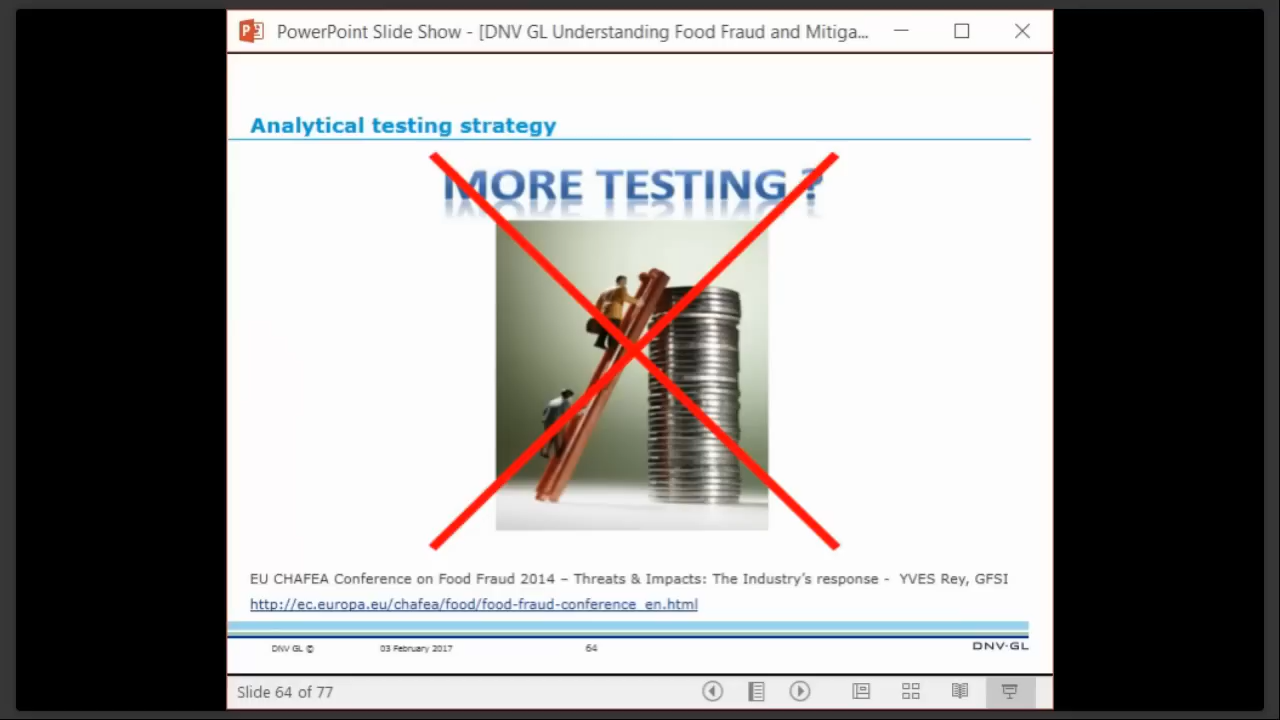 PowerPoint Slide Show - [DNV GL Understanding Food Fraud and Mitiga...
Analytical testing strategy
MORE TESTING ?
EU CHAFEA Conference on Food Fraud 2014 – Threats & Impacts: The Industry’s response - YVES Rey, GFSI
http://ec.europa.eu/chafea/food/food-fraud-conference_en.html
DNV GL © 03 February 2017 64 DNV·GL
Slide 64 of 77